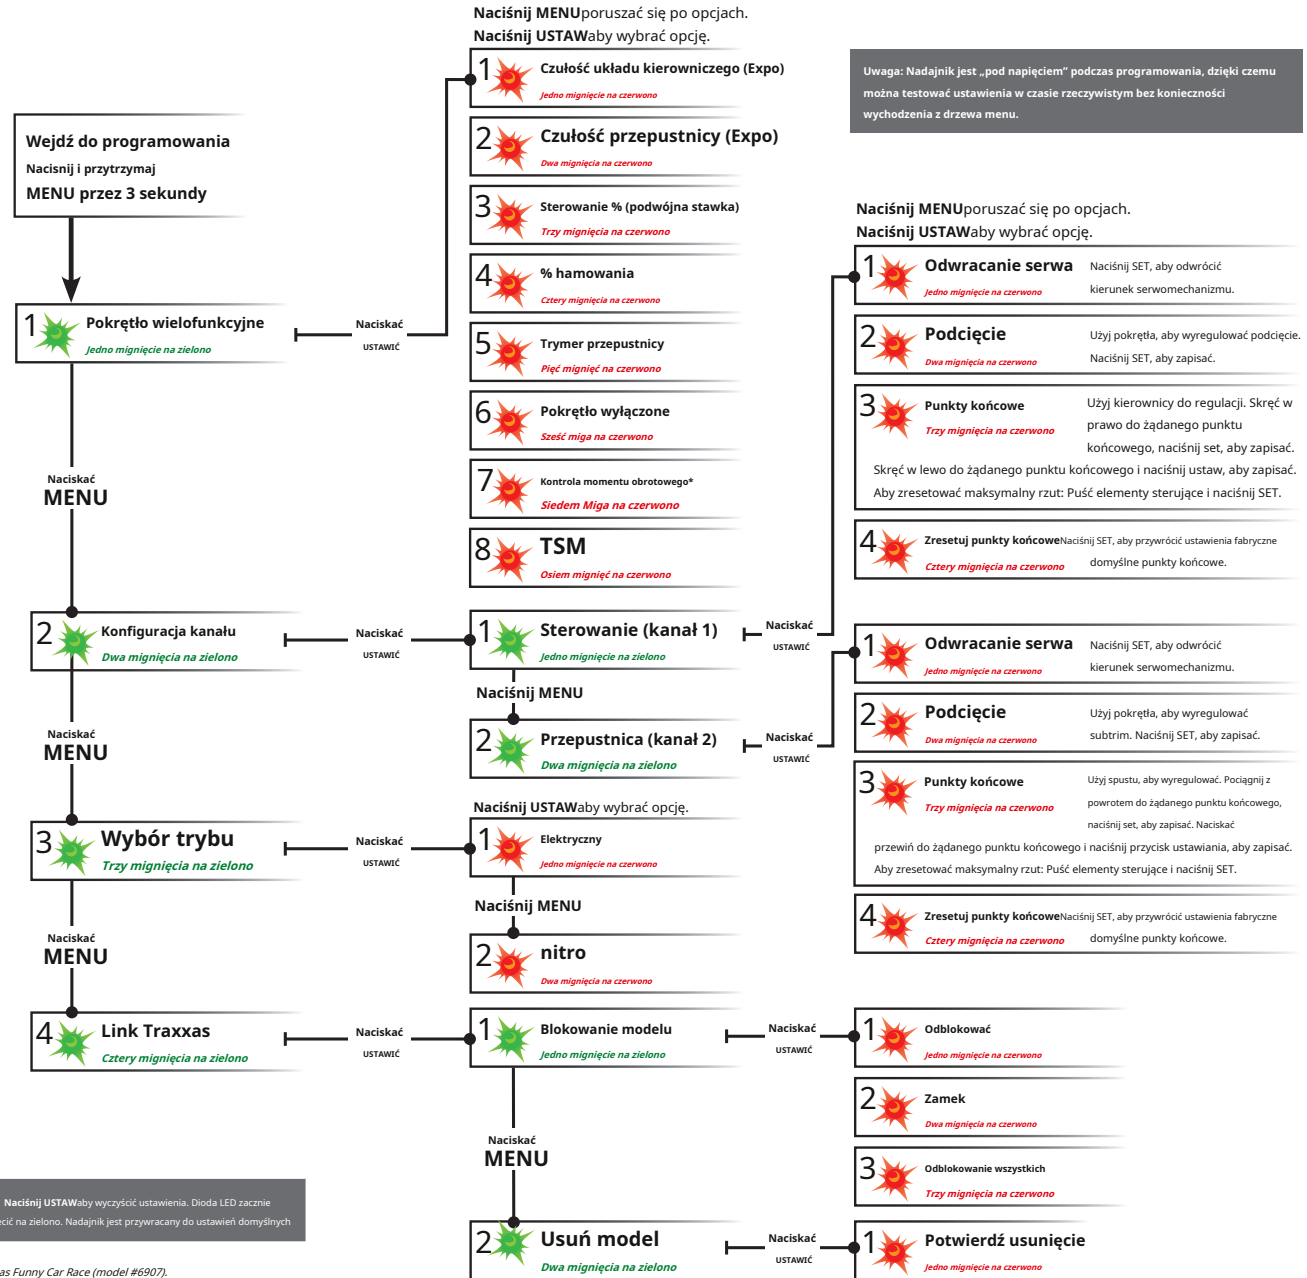 Naciśnij MENUporuszać się po opcjach.
Naciśnij USTAWaby wybrać opcję.
1 Czułość układu kierowniczego (Expo)
Jedno mignięcie na czerwono
2 Czułość przepustnicy (Expo)
Dwa mignięcia na czerwono
3 Sterowanie % (podwójna stawka)
Trzy mignięcia na czerwono
4 % hamowania
Cztery mignięcia na czerwono
5 Trymer przepustnicy
Pięć mignięć na czerwono
6 Pokrętło wyłączone
Sześć miga na czerwono
7 Kontrola momentu obrotowego*
Siedem Miga na czerwono
8 TSM
Osiem mignięć na czerwono
Uwaga: Nadajnik jest „pod napięciem” podczas programowania, dzięki czemu
można testować ustawienia w czasie rzeczywistym bez konieczności
wychodzenia z drzewa menu.
Wejdź do programowania
Nacisnij i przytrzymaj
MENU przez 3 sekundy
1 Pokrętło wielofunkcyjne
Jedno mignięcie na zielono
Naciskać
USTAWIĆ
Naciskać
MENU
2 Konfiguracja kanału
Dwa mignięcia na zielono
Naciskać
USTAWIĆ
1 Sterowanie (kanał 1)
Jedno mignięcie na zielono
Naciskać
USTAWIĆ
Naciśnij MENU
2 Przepustnica (kanał 2)
Dwa mignięcia na zielono
Naciskać
USTAWIĆ
Naciśnij MENUporuszać się po opcjach.
Naciśnij USTAWaby wybrać opcję.
1 Odwracanie serwa Naciśnij SET, aby odwrócić
Jedno mignięcie na czerwono kierunek serwomechanizmu.
2 Podcięcie Użyj pokrętła, aby wyregulować podcięcie.
Dwa mignięcia na czerwono Naciśnij SET, aby zapisać.
3 Punkty końcowe Użyj kierownicy do regulacji. Skręć w
Trzy mignięcia na czerwono prawo do żądanego punktu
końcowego, naciśnij set, aby zapisać.
Skręć w lewo do żądanego punktu końcowego i naciśnij ustaw, aby zapisać.
Aby zresetować maksymalny rzut: Puść elementy sterujące i naciśnij SET.
4 Zresetuj punkty końcoweNaciśnij SET, aby przywrócić ustawienia fabryczne
Cztery mignięcia na czerwono domyślne punkty końcowe.
1 Odwracanie serwa Naciśnij SET, aby odwrócić
Jedno mignięcie na czerwono kierunek serwomechanizmu.
2 Podcięcie Użyj pokrętła, aby wyregulować
Dwa mignięcia na czerwono subtrim. Naciśnij SET, aby zapisać.
3 Punkty końcowe Użyj spustu, aby wyregulować. Pociągnij z
Trzy mignięcia na czerwono powrotem do żądanego punktu końcowego,
naciśnij set, aby zapisać. Naciskać
przewiń do żądanego punktu końcowego i naciśnij przycisk ustawiania, aby zapisać.
Aby zresetować maksymalny rzut: Puść elementy sterujące i naciśnij SET.
4 Zresetuj punkty końcoweNaciśnij SET, aby przywrócić ustawienia fabryczne
Cztery mignięcia na czerwono domyślne punkty końcowe.
Naciskać
MENU
3 Wybór trybu
Trzy mignięcia na zielono
Naciskać
USTAWIĆ
Naciśnij USTAWaby wybrać opcję.
1 Elektryczny
Jedno mignięcie na czerwono
Naciśnij MENU
2 nitro
Dwa mignięcia na czerwono
Naciskać
MENU
4 Link Traxxas
Cztery mignięcia na zielono
Naciskać
USTAWIĆ
1 Blokowanie modelu
Jedno mignięcie na zielono
Naciskać
USTAWIĆ
1 Odblokować
Jedno mignięcie na czerwono
2 Zamek
Dwa mignięcia na czerwono
3 Odblokowanie wszystkich
Trzy mignięcia na czerwono
Naciskać
MENU
2 Usuń model
Dwa mignięcia na zielono
Naciskać
USTAWIĆ
1 Potwierdź usunięcie
Jedno mignięcie na czerwono
Naciśnij USTAWaby wyczyścić ustawienia. Dioda LED zacznie
ecić na zielono. Nadajnik jest przywracany do ustawień domyślnych
as Funny Car Race (model #6907).